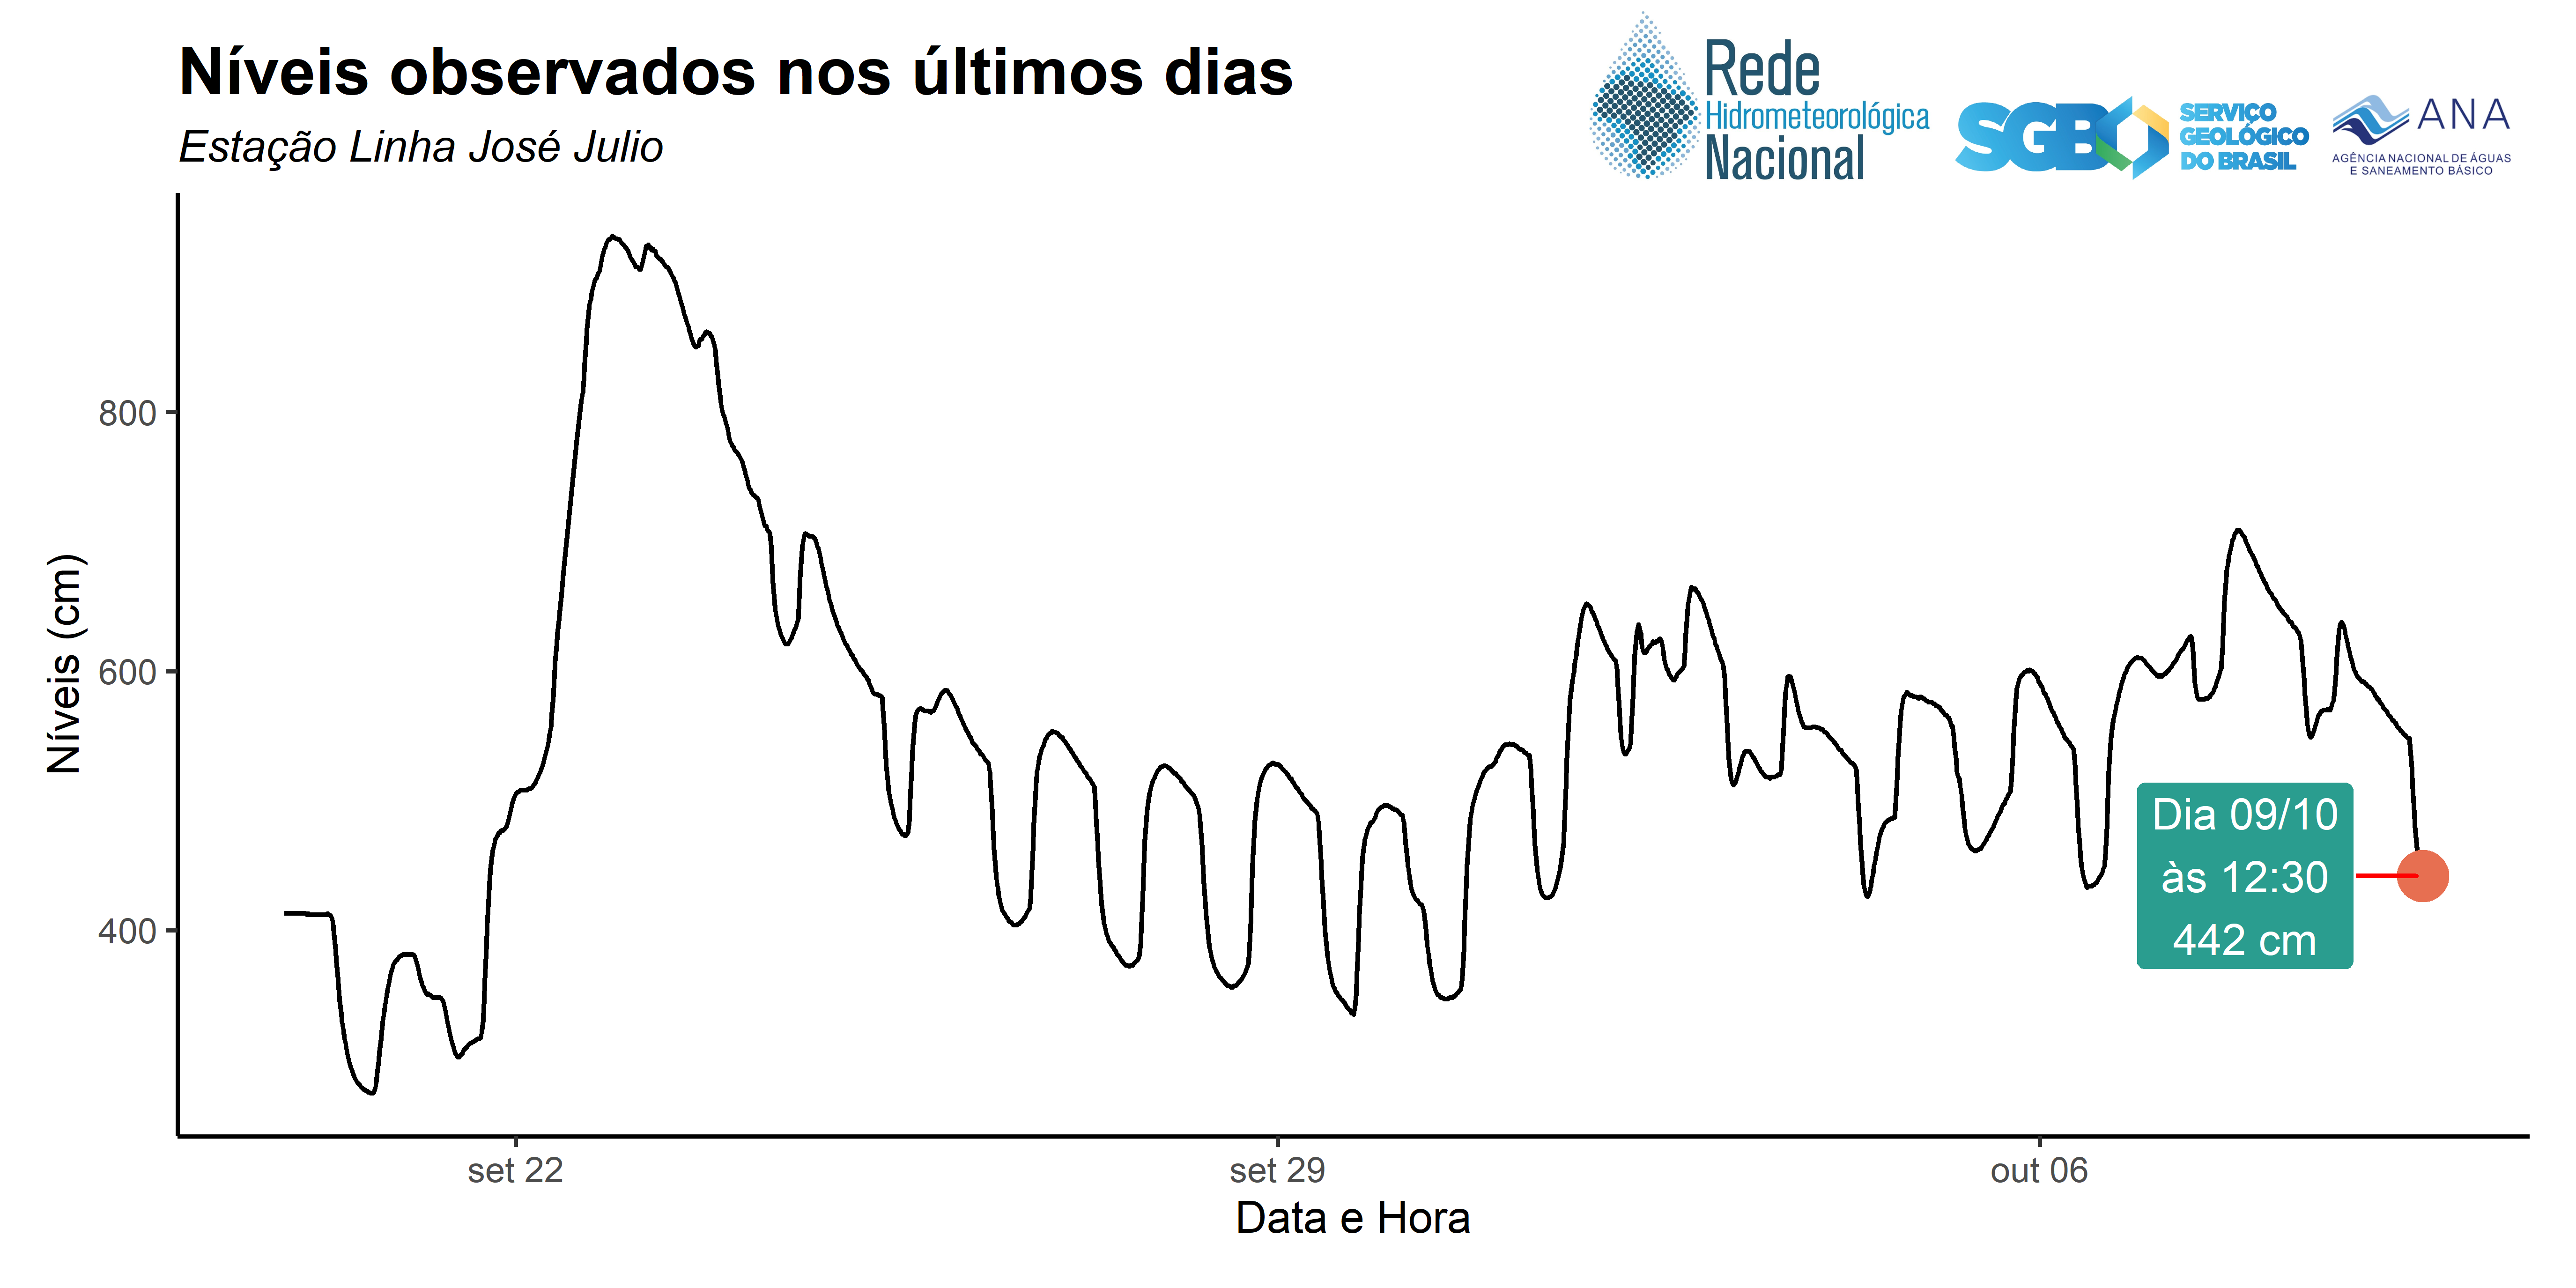 Níveis observados nos últimos dias
Estação Linha José Julio
Rede
Hidrometeorológica
Nacional
SGB
SERVIÇO
GEOLÓGICO
DO BRASIL
ANA
AGÊNCIA NACIONAL DE ÁGUAS
E SANEAMENTO BÁSICO
Níveis (cm)
800
600
400
Dia 09/10
às 12:30
442 cm
set 22
set 29
out 06
Data e Hora